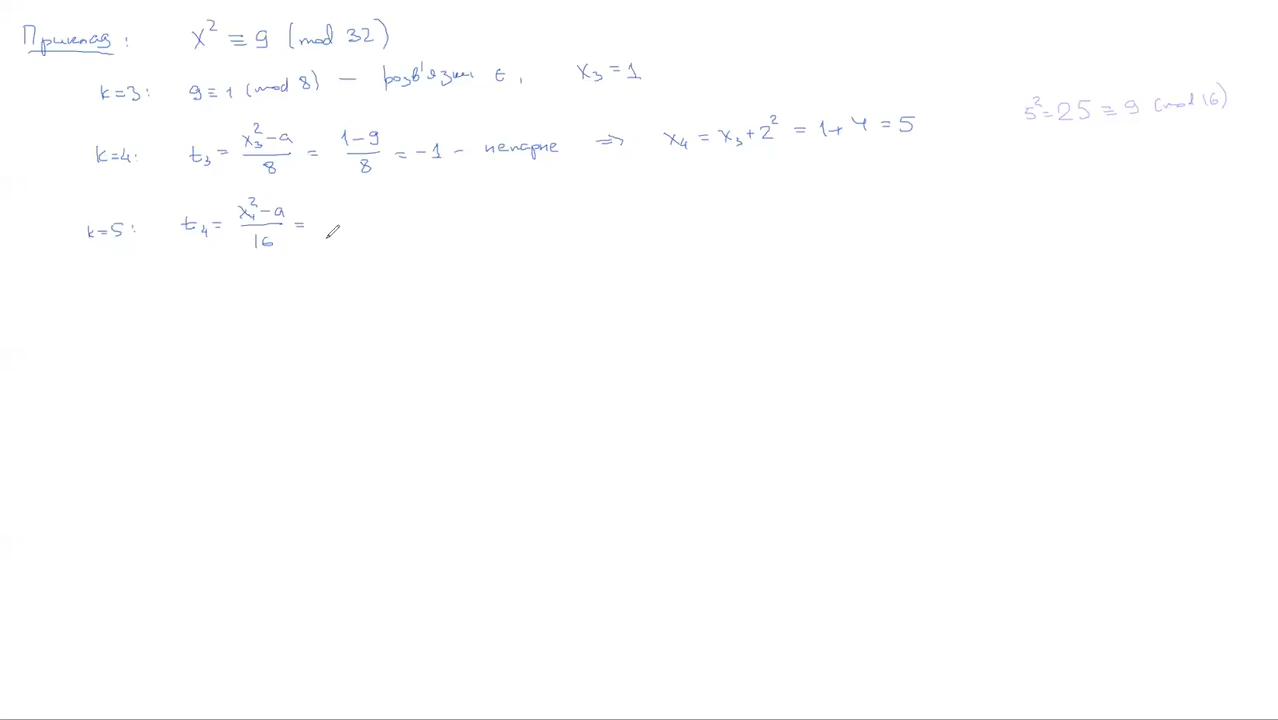 Приклад: x² ≡ 9 (mod 32)
k=3: 9 ≡ 1 (mod 8) — розв'язки є, x₃ = 1
5² = 25 ≡ 9 (mod 16)
k=4: t₃ = (x₃² − a)/8 = (1−9)/8 = −1 – непарне ⇒ x₄ = x₃ + 2² = 1 + 4 = 5
k=5: t₄ = (x₄² − a)/16 =